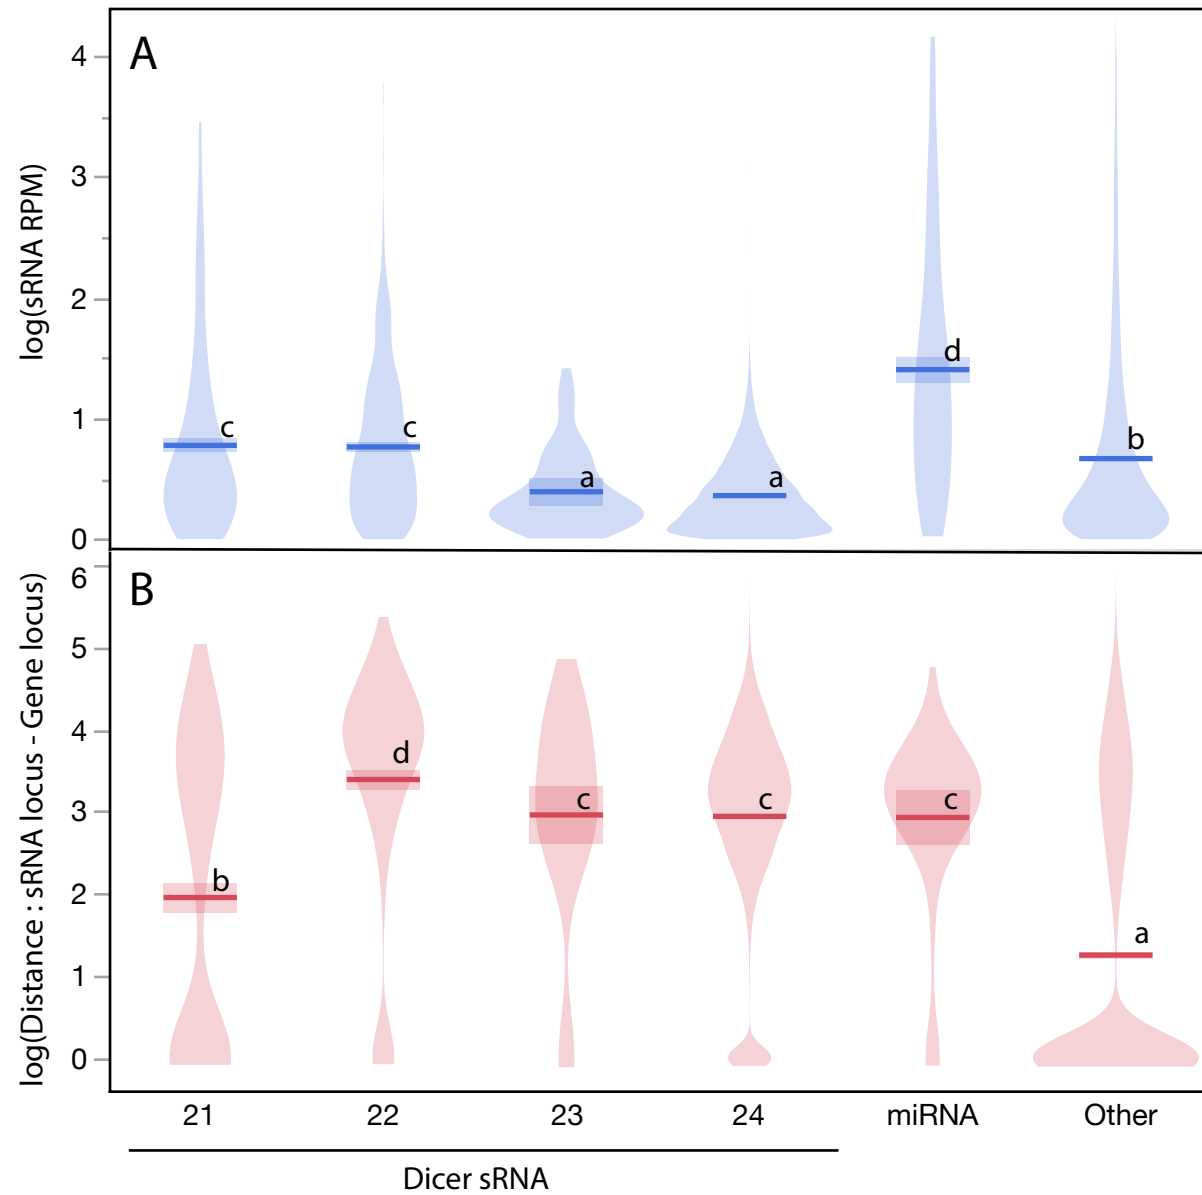 A
4
3
2
1
0
log(sRNA RPM)
c
c
a
a
d
b
B
6
5
4
3
2
1
0
log(Distance : sRNA locus - Gene locus)
b
d
c
c
c
a
21 22 23 24 miRNA Other
Dicer sRNA